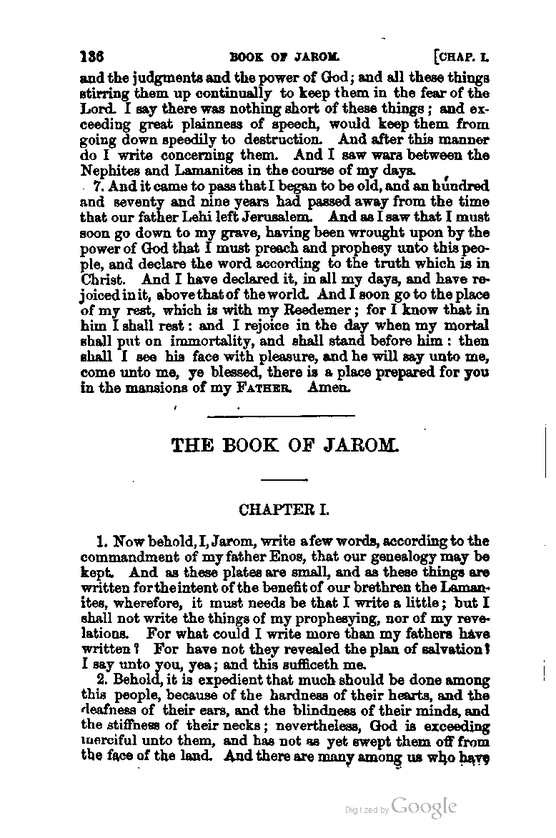 136 BOOK OF JAROM. [CHAP. I.
and the judgments and the power of God; and all these things
stirring them up continually to keep them in the fear of the
Lord. I say there was nothing short of these things; and ex-
ceeding great plainness of speech, would keep them from
going down speedily to destruction. And after this manner
do I write concerning them. And I saw wars between the
Nephites and Lamanites in the course of my days.
7. And it came to pass that I began to be old, and an hundred
and seventy and nine years had passed away from the time
that our father Lehi left Jerusalem. And as I saw that I must
soon go down to my grave, having been wrought upon by the
power of God that I must preach and prophesy unto this peo-
ple, and declare the word according to the truth which is in
Christ. And I have declared it, in all my days, and have re-
joiced in it, above that of the world. And I soon go to the place
of my rest, which is with my Reedemer; for I know that in
him I shall rest: and I rejoice in the day when my mortal
shall put on immortality, and shall stand before him: then
shall I see his face with pleasure, and he will say unto me,
come unto me, ye blessed, there is a place prepared for you
in the mansions of my FATHER. Amen.
THE BOOK OF JAROM.
CHAPTER I.
1. Now behold, I, Jarom, write a few words, according to the
commandment of my father Enos, that our genealogy may be
kept. And as these plates are small, and as these things are
written for the intent of the benefit of our brethren the Laman-
ites, wherefore, it must needs be that I write a little; but I
shall not write the things of my prophesying, nor of my reve-
lations. For what could I write more than my fathers have
written? For have not they revealed the plan of salvation?
I say unto you, yea; and this sufficeth me.
2. Behold, it is expedient that much should be done among
this people, because of the hardness of their hearts, and the
deafness of their ears, and the blindness of their minds, and
the stiffness of their necks; nevertheless, God is exceeding
merciful unto them, and has not as yet swept them off from
the face of the land. And there are many among us who have
Digitized by Google